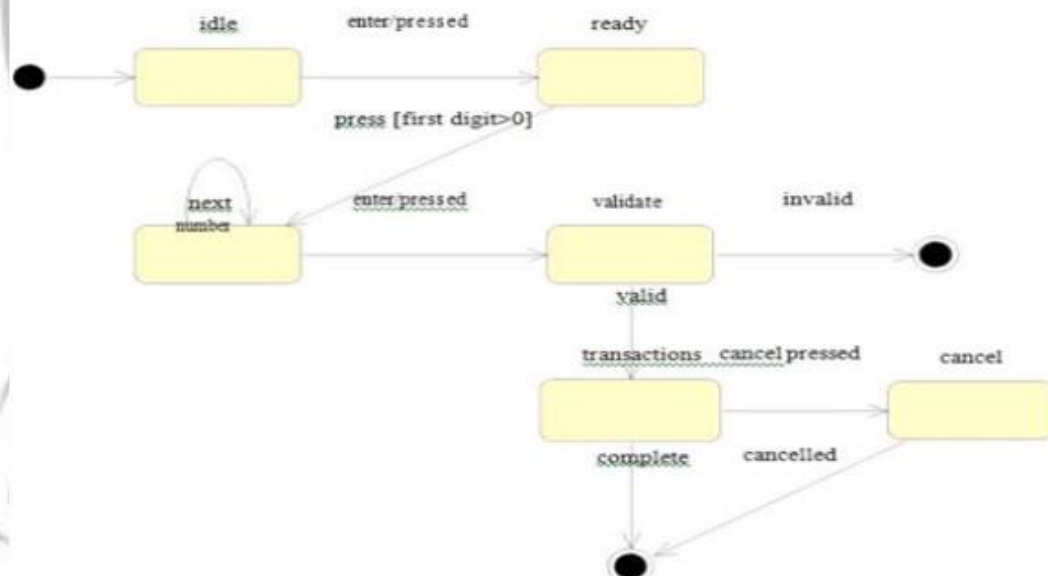 idle enter/pressed ready
press [first digit>0]
next enter/pressed validate invalid
number
valid
transactions cancel pressed cancel
complete cancelled